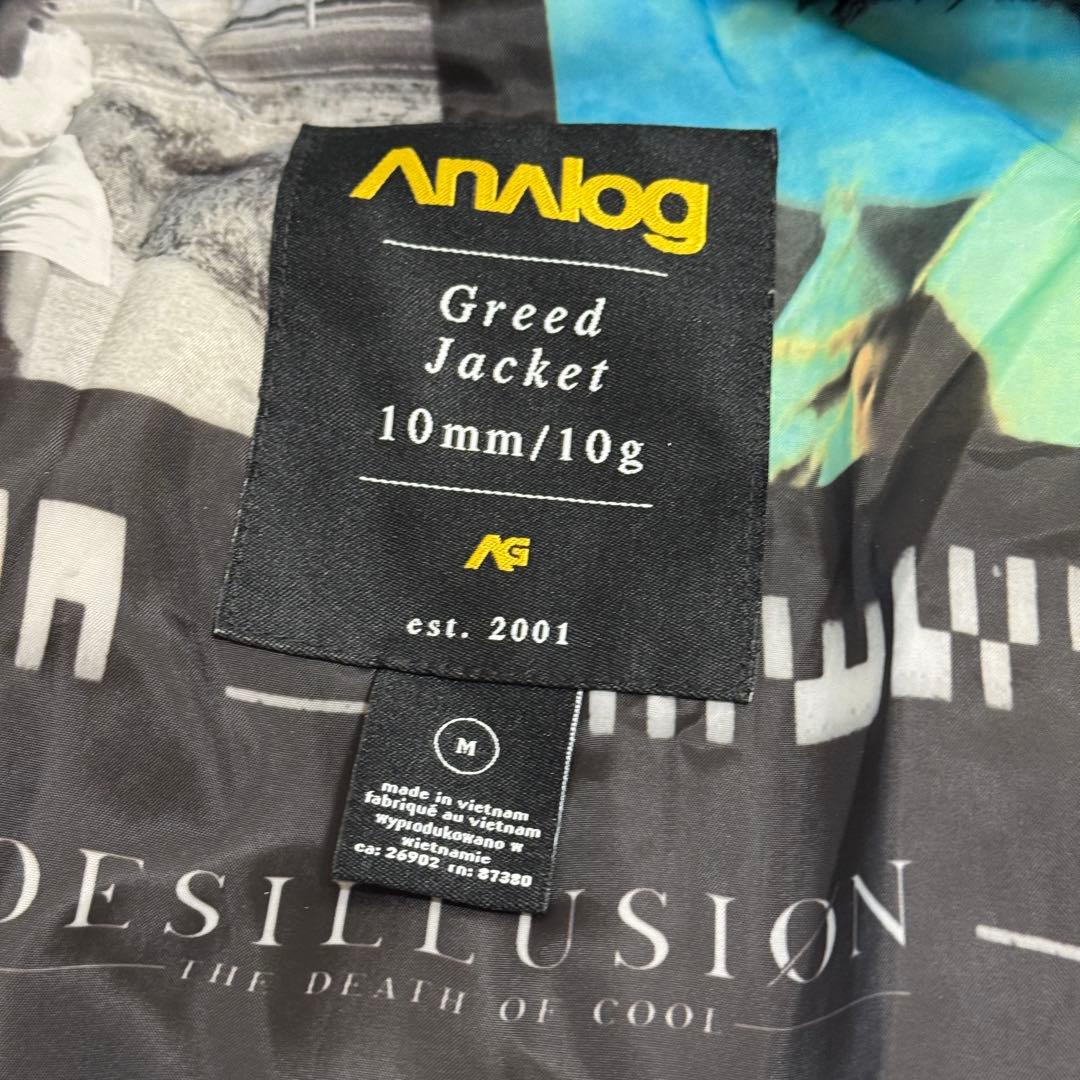 Analog
Greed
Jacket
10mm/10g
AG
est. 2001
M
made in vietnam
fabriqué au vietnam
wyprodukowano w
wietnamie
ca: 26902 rn: 87380
DESILLUSIØN
THE DEATH OF COOL